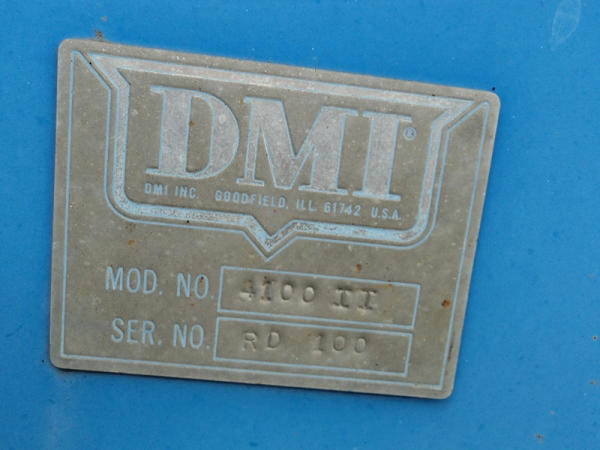 DMI®
DMI INC. GOODFIELD, ILL. 61742 U.S.A.
MOD. NO. 4100 II
SER. NO. RD 100